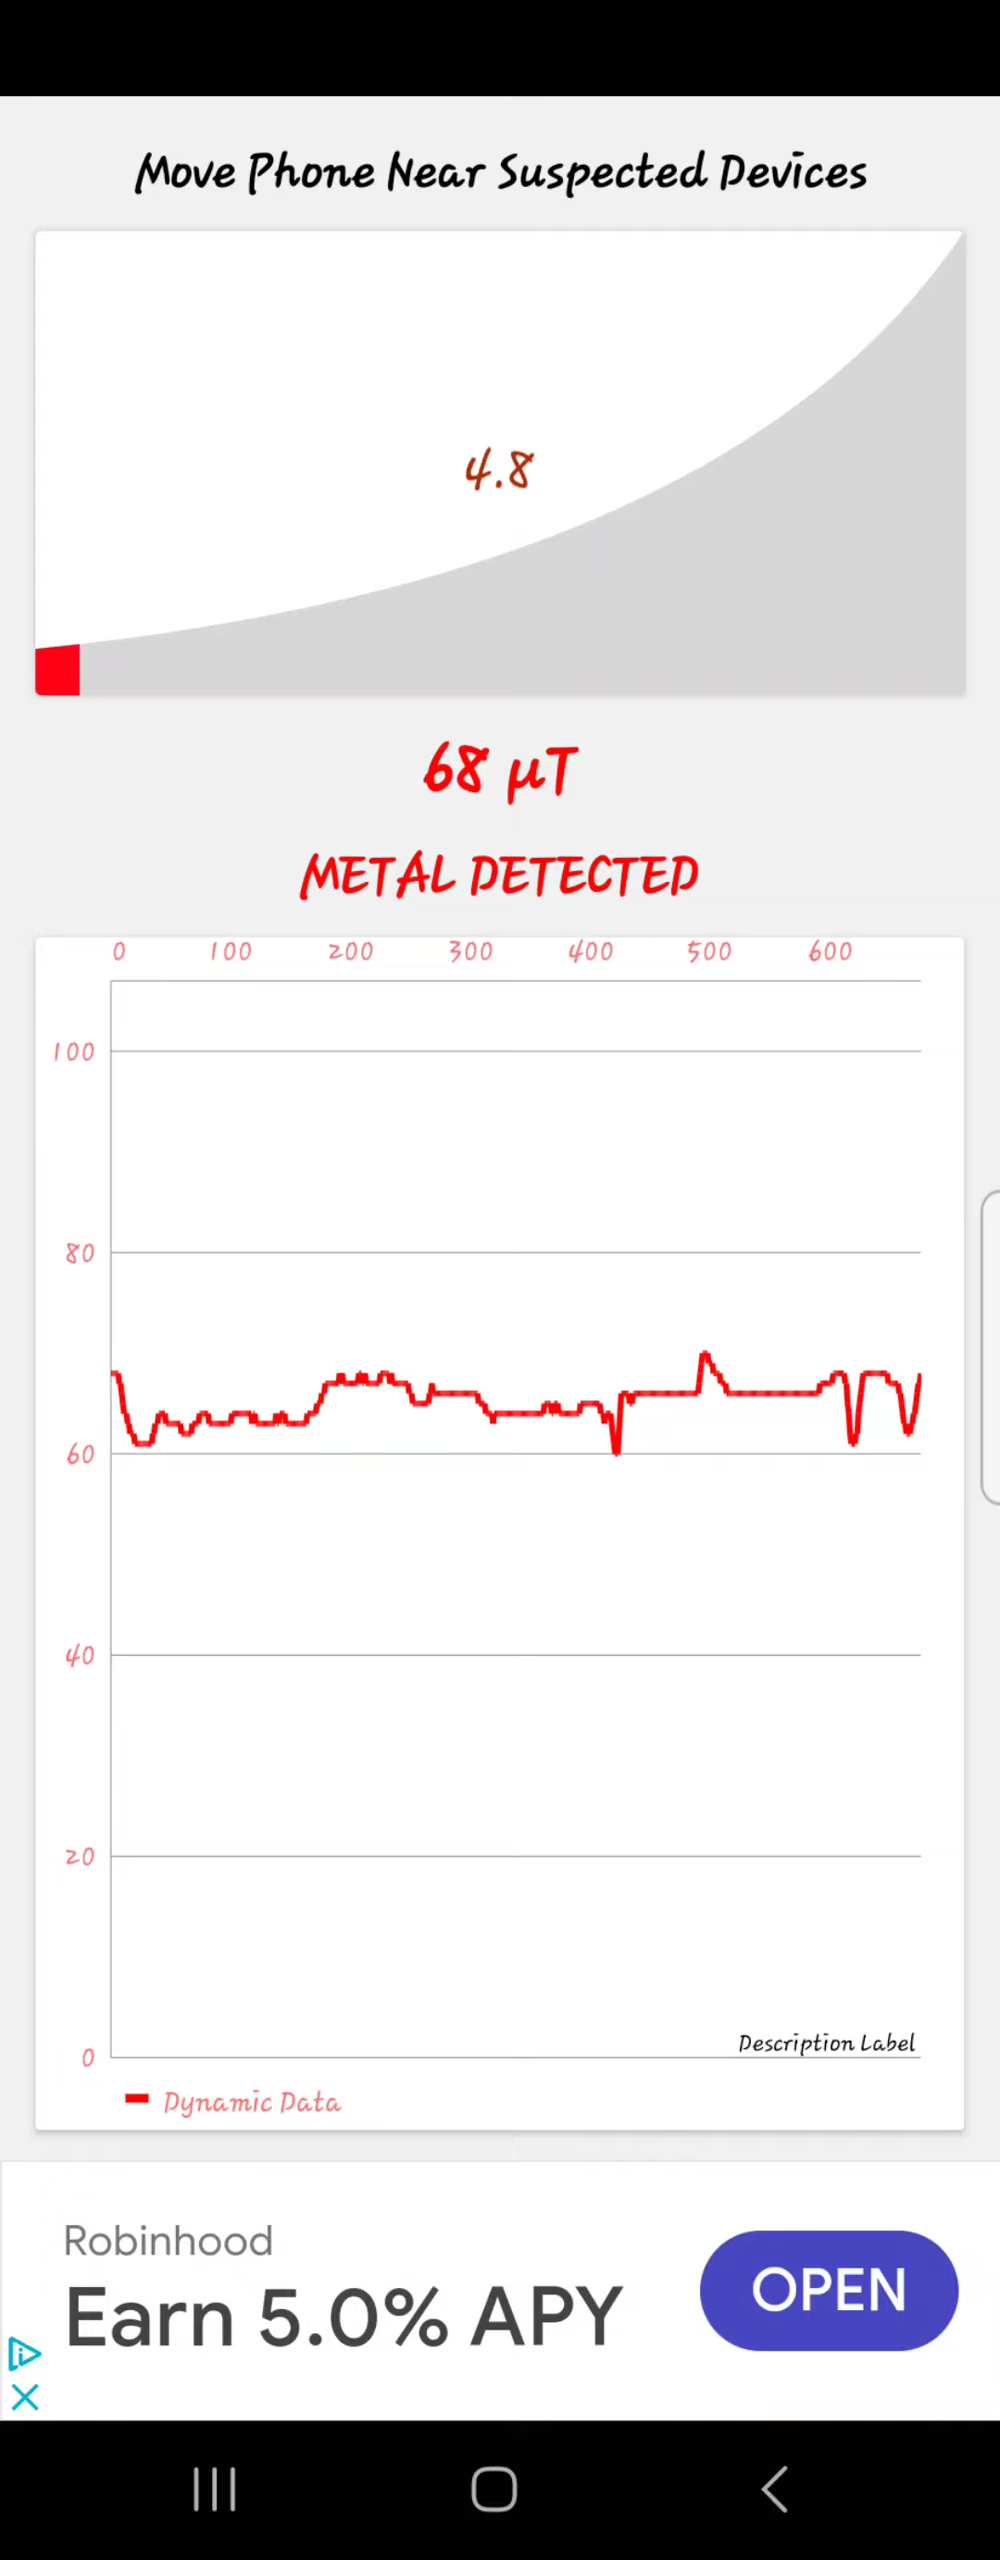 Move Phone Near Suspected Devices
4.8
68 μT
METAL DETECTED
0 100 200 300 400 500 600
100
80
60
40
20
0
Description Label
Dynamic Data
Robinhood
Earn 5.0% APY
OPEN